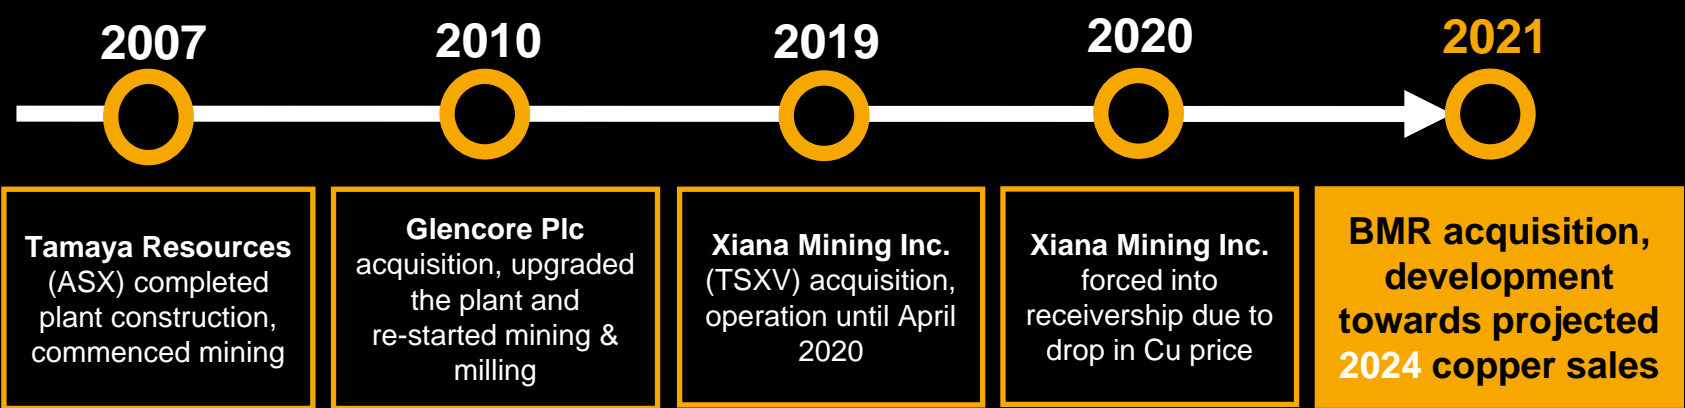 2007
2010
2019
2020
2021
Tamaya Resources
(ASX) completed
plant construction,
commenced mining
Glencore Plc
acquisition, upgraded
the plant and
re-started mining &
milling
Xiana Mining Inc.
(TSXV) acquisition,
operation until April
2020
Xiana Mining Inc.
forced into
receivership due to
drop in Cu price
BMR acquisition,
development
towards projected
2024 copper sales